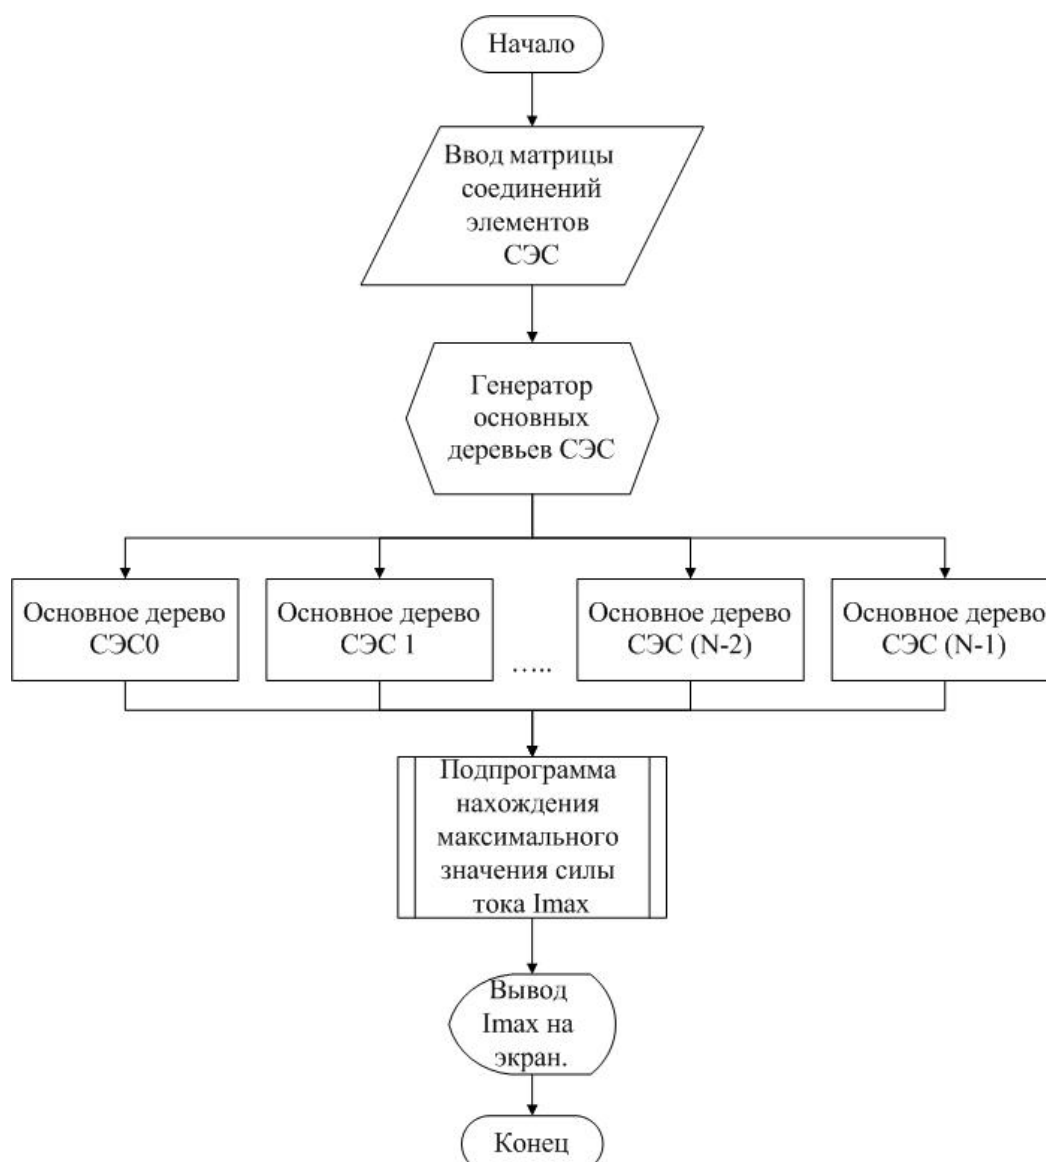 Начало
Ввод матрицы
соединений
элементов
СЭС
Генератор
основных
деревьев СЭС
Основное дерево
СЭС0
Основное дерево
СЭС 1
.....
Основное дерево
СЭС (N-2)
Основное дерево
СЭС (N-1)
Подпрограмма
нахождения
максимального
значения силы
тока Imax
Вывод
Imax на
экран.
Конец